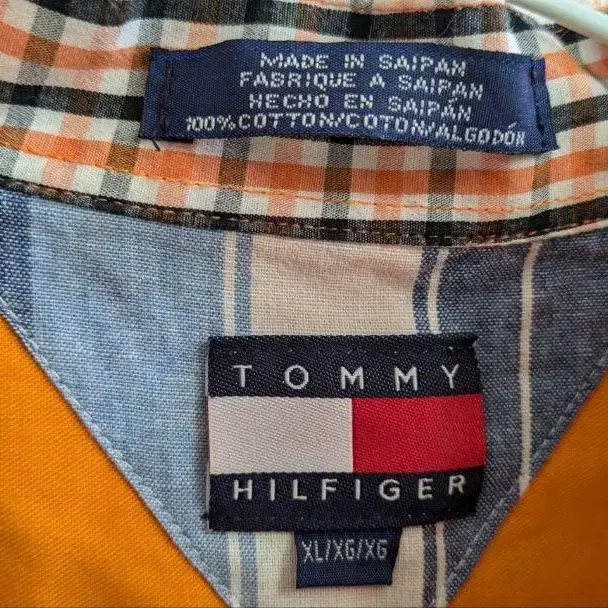 MADE IN SAIPAN
FABRIQUE A SAIPAN
HECHO EN SAIPÁN
100% COTTON/COTON/ALGODÓN
TOMMY
HILFIGER
XL/XG/XG